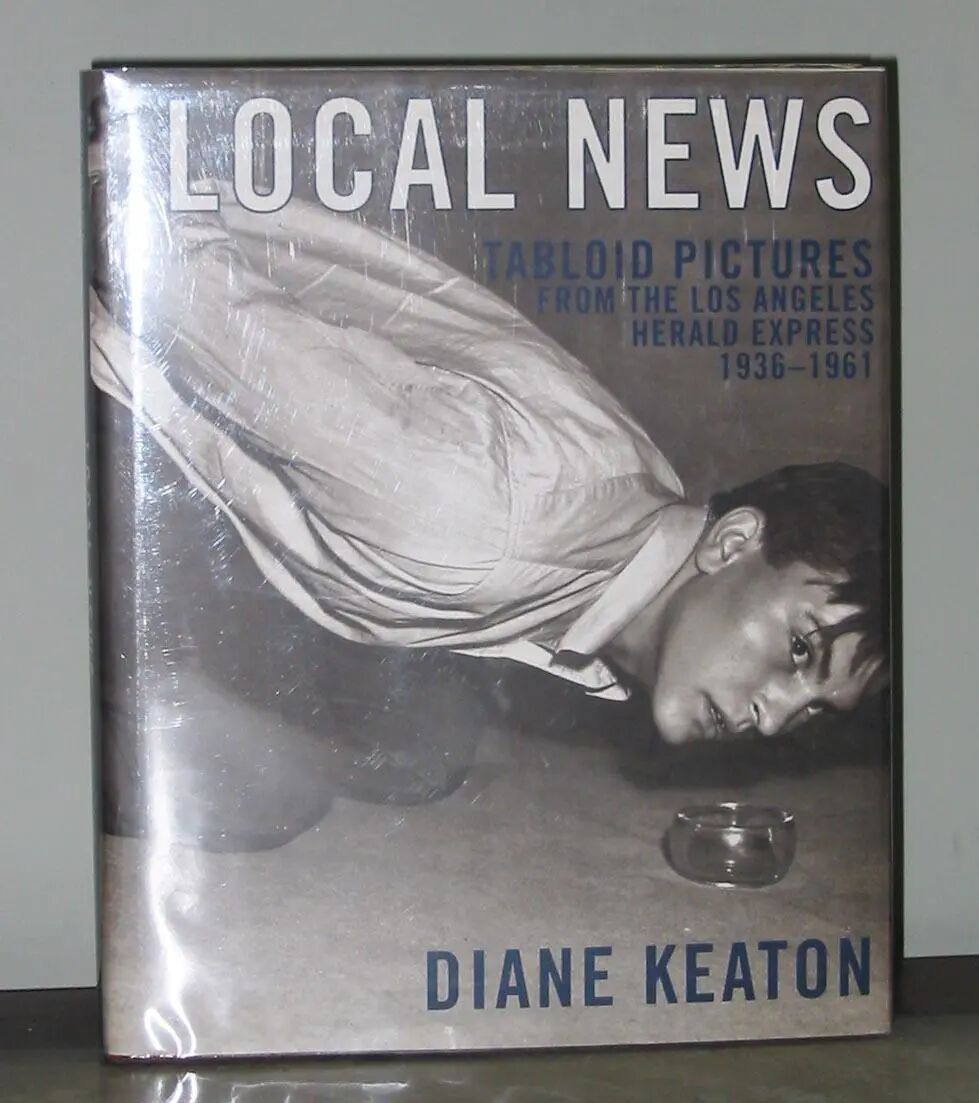 LOCAL NEWS
TABLOID PICTURES
FROM THE LOS ANGELES
HERALD EXPRESS
1936–1961
DIANE KEATON